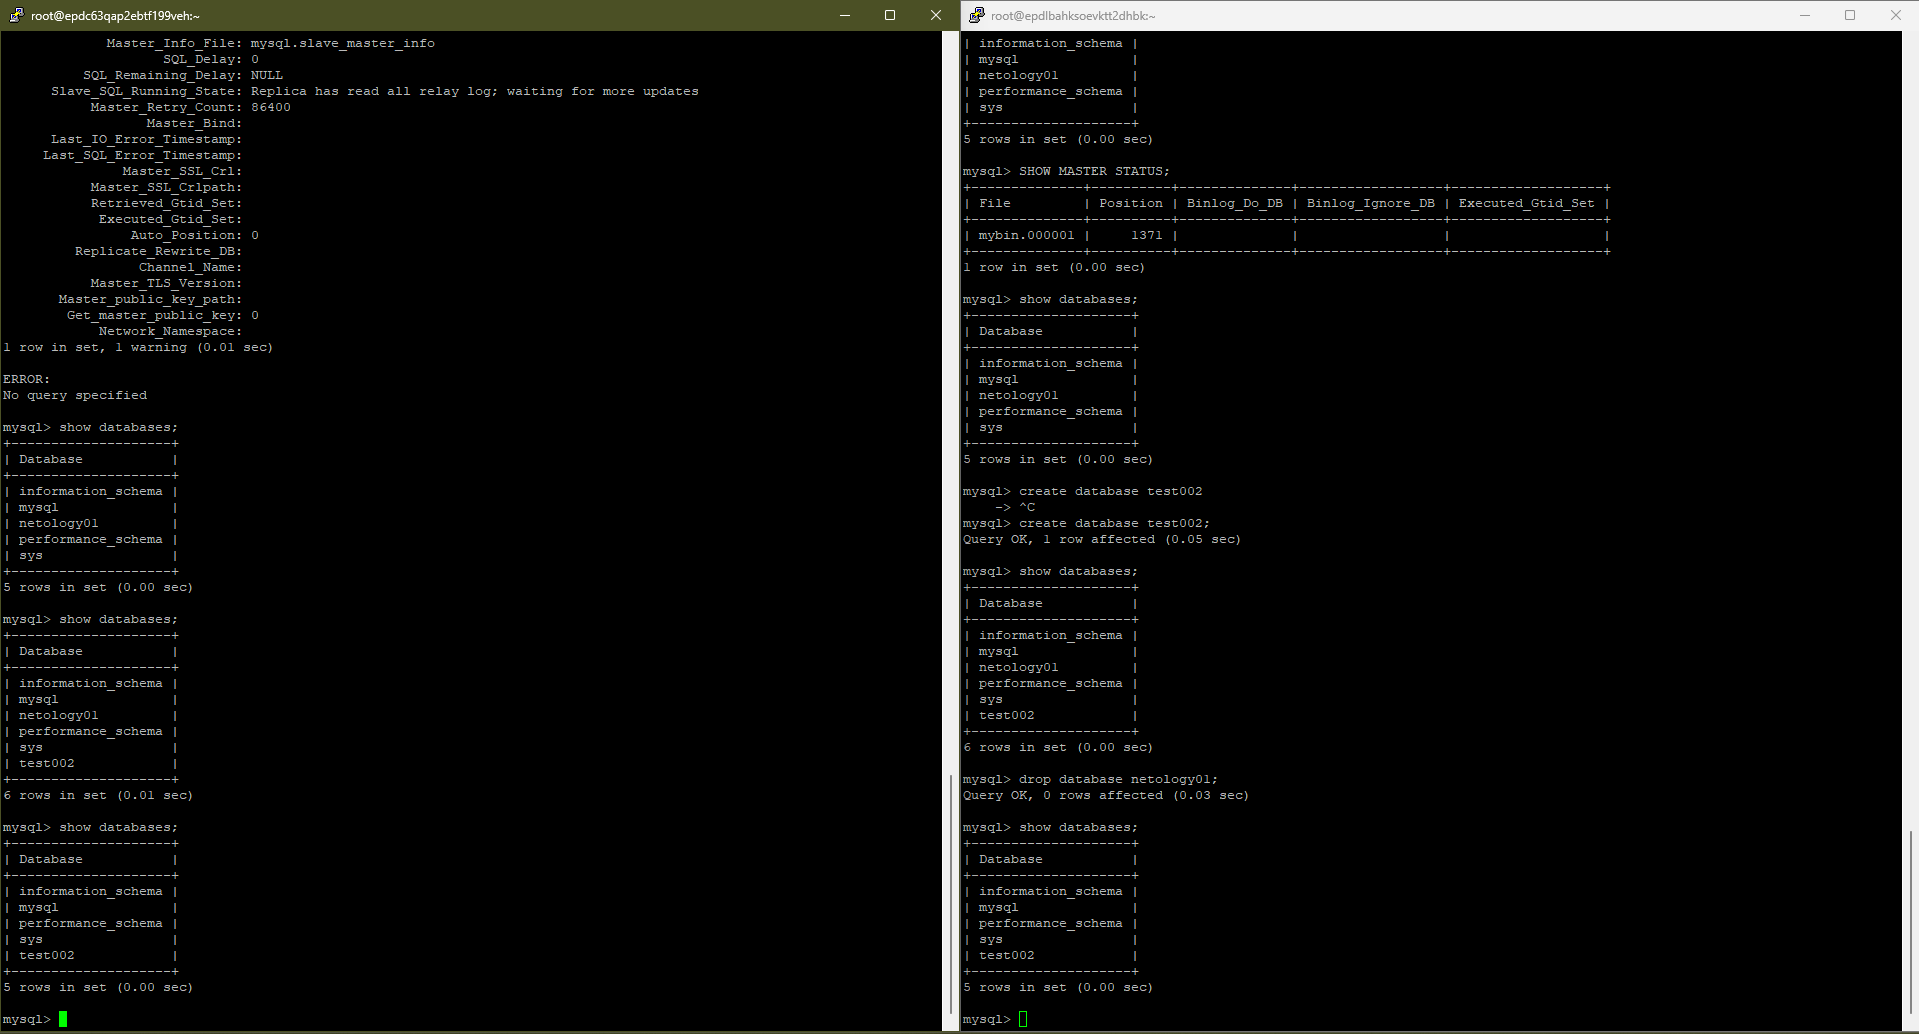 root@epdc63qap2ebtf199veh:~
Master_Info_File: mysql.slave_master_info
SQL_Delay: 0
SQL_Remaining_Delay: NULL
Slave_SQL_Running_State: Replica has read all relay log; waiting for more updates
Master_Retry_Count: 86400
Master_Bind:
Last_IO_Error_Timestamp:
Last_SQL_Error_Timestamp:
Master_SSL_Crl:
Master_SSL_Crlpath:
Retrieved_Gtid_Set:
Executed_Gtid_Set:
Auto_Position: 0
Replicate_Rewrite_DB:
Channel_Name:
Master_TLS_Version:
Master_public_key_path:
Get_master_public_key: 0
Network_Namespace:
1 row in set, 1 warning (0.01 sec)

ERROR:
No query specified

mysql> show databases;
+--------------------+
| Database           |
+--------------------+
| information_schema |
| mysql              |
| netology01         |
| performance_schema |
| sys                |
+--------------------+
5 rows in set (0.00 sec)

mysql> show databases;
+--------------------+
| Database           |
+--------------------+
| information_schema |
| mysql              |
| netology01         |
| performance_schema |
| sys                |
| test002            |
+--------------------+
6 rows in set (0.01 sec)

mysql> show databases;
+--------------------+
| Database           |
+--------------------+
| information_schema |
| mysql              |
| performance_schema |
| sys                |
| test002            |
+--------------------+
5 rows in set (0.00 sec)

mysql>
root@epdlbahksoevktt2dhbk:~
| information_schema |
| mysql              |
| netology01         |
| performance_schema |
| sys                |
+--------------------+
5 rows in set (0.00 sec)

mysql> SHOW MASTER STATUS;
+--------------+----------+--------------+------------------+-------------------+
| File         | Position | Binlog_Do_DB | Binlog_Ignore_DB | Executed_Gtid_Set |
+--------------+----------+--------------+------------------+-------------------+
| mybin.000001 |     1371 |              |                  |                   |
+--------------+----------+--------------+------------------+-------------------+
1 row in set (0.00 sec)

mysql> show databases;
+--------------------+
| Database           |
+--------------------+
| information_schema |
| mysql              |
| netology01         |
| performance_schema |
| sys                |
+--------------------+
5 rows in set (0.00 sec)

mysql> create database test002
    -> ^C
mysql> create database test002;
Query OK, 1 row affected (0.05 sec)

mysql> show databases;
+--------------------+
| Database           |
+--------------------+
| information_schema |
| mysql              |
| netology01         |
| performance_schema |
| sys                |
| test002            |
+--------------------+
6 rows in set (0.00 sec)

mysql> drop database netology01;
Query OK, 0 rows affected (0.03 sec)

mysql> show databases;
+--------------------+
| Database           |
+--------------------+
| information_schema |
| mysql              |
| performance_schema |
| sys                |
| test002            |
+--------------------+
5 rows in set (0.00 sec)

mysql>